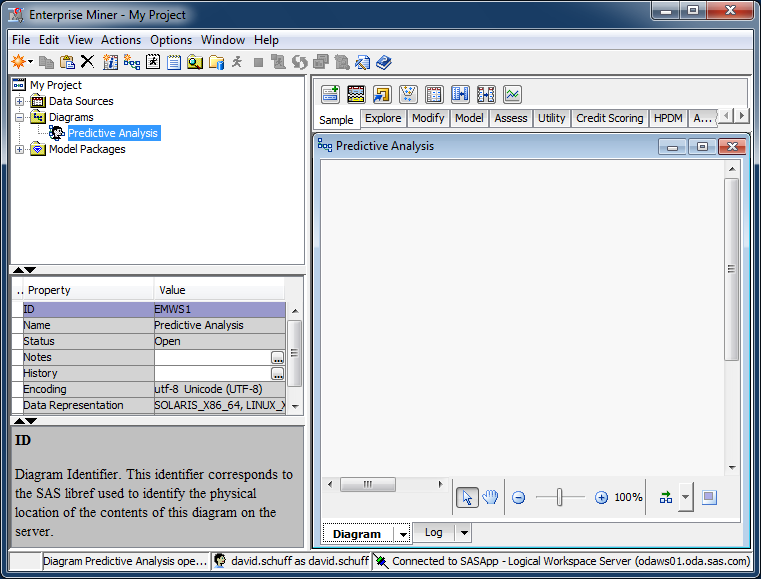 Enterprise Miner - My Project
File Edit View Actions Options Window Help
My Project
Data Sources
Diagrams
Predictive Analysis
Model Packages
.. Property Value
ID EMWS1
Name Predictive Analysis
Status Open
Notes ...
History ...
Encoding utf-8 Unicode (UTF-8)
Data Representation SOLARIS_X86_64, LINUX_X
ID
Diagram Identifier. This identifier corresponds to
the SAS libref used to identify the physical
location of the contents of this diagram on the
server.
Sample Explore Modify Model Assess Utility Credit Scoring HPDM A...
Predictive Analysis
100%
Diagram Log
Diagram Predictive Analysis ope... david.schuff as david.schuff Connected to SASApp - Logical Workspace Server (odaws01.oda.sas.com)